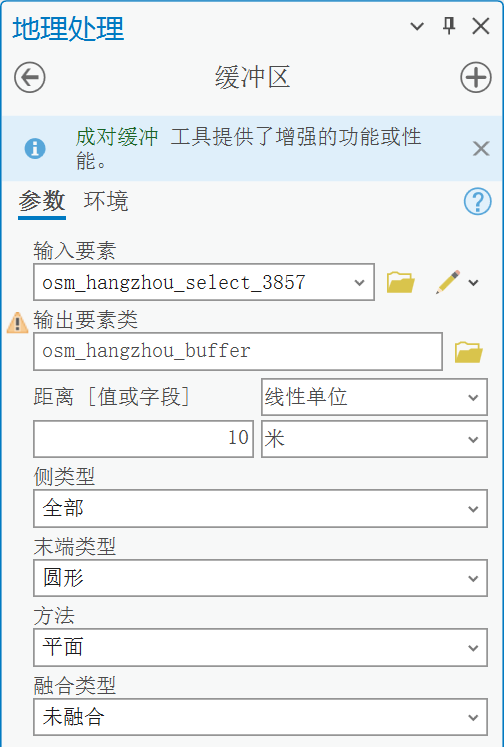 地理处理
缓冲区
成对缓冲 工具提供了增强的功能或性
能。
参数 环境
输入要素
osm_hangzhou_select_3857
输出要素类
osm_hangzhou_buffer
距离 [值或字段] 线性单位
10 米
侧类型
全部
末端类型
圆形
方法
平面
融合类型
未融合